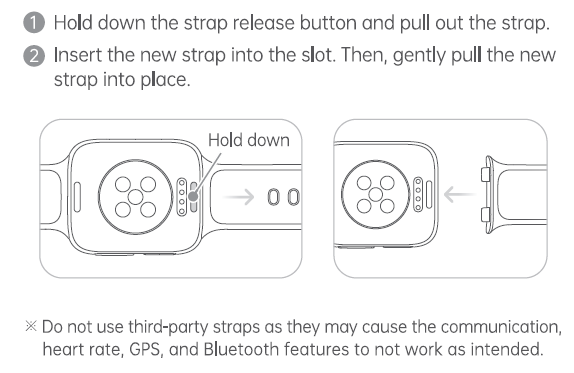 1 Hold down the strap release button and pull out the strap.
2 Insert the new strap into the slot. Then, gently pull the new
strap into place.
Hold down
※ Do not use third-party straps as they may cause the communication,
heart rate, GPS, and Bluetooth features to not work as intended.